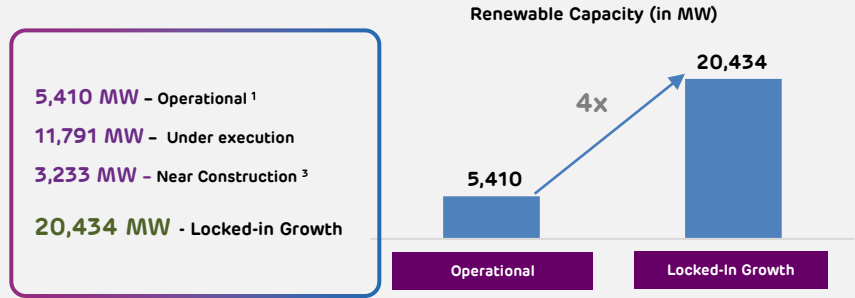 Renewable Capacity (in MW)
5,410 MW – Operational ¹
11,791 MW – Under execution
3,233 MW – Near Construction ³
20,434 MW - Locked-in Growth
20,434
4x
5,410
Operational
Locked-In Growth